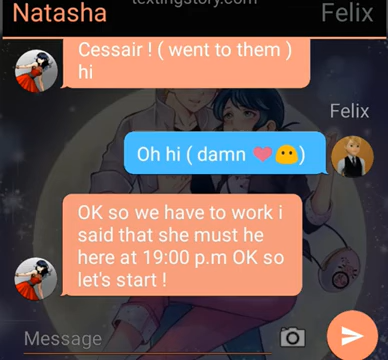 textingstory.com
Natasha Felix
Cessair ! ( went to them )
hi
Felix
Oh hi ( damn 💗😶)
OK so we have to work i
said that she must he
here at 19:00 p.m OK so
let's start !
Message